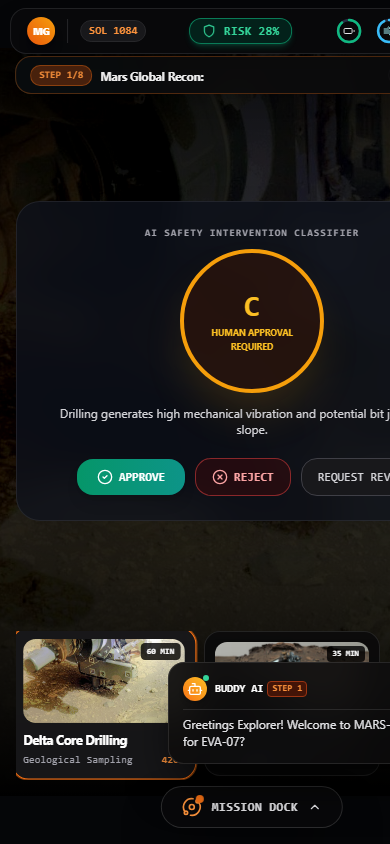 MG
SOL 1084
RISK 28%
STEP 1/8
Mars Global Recon:
AI SAFETY INTERVENTION CLASSIFIER
C
HUMAN APPROVAL
REQUIRED
Drilling generates high mechanical vibration and potential bit j
slope.
APPROVE
REJECT
REQUEST REV
60 MIN
35 MIN
Delta Core Drilling
Geological Sampling
BUDDY AI
STEP 1
Greetings Explorer! Welcome to MARS-
for EVA-07?
MISSION DOCK